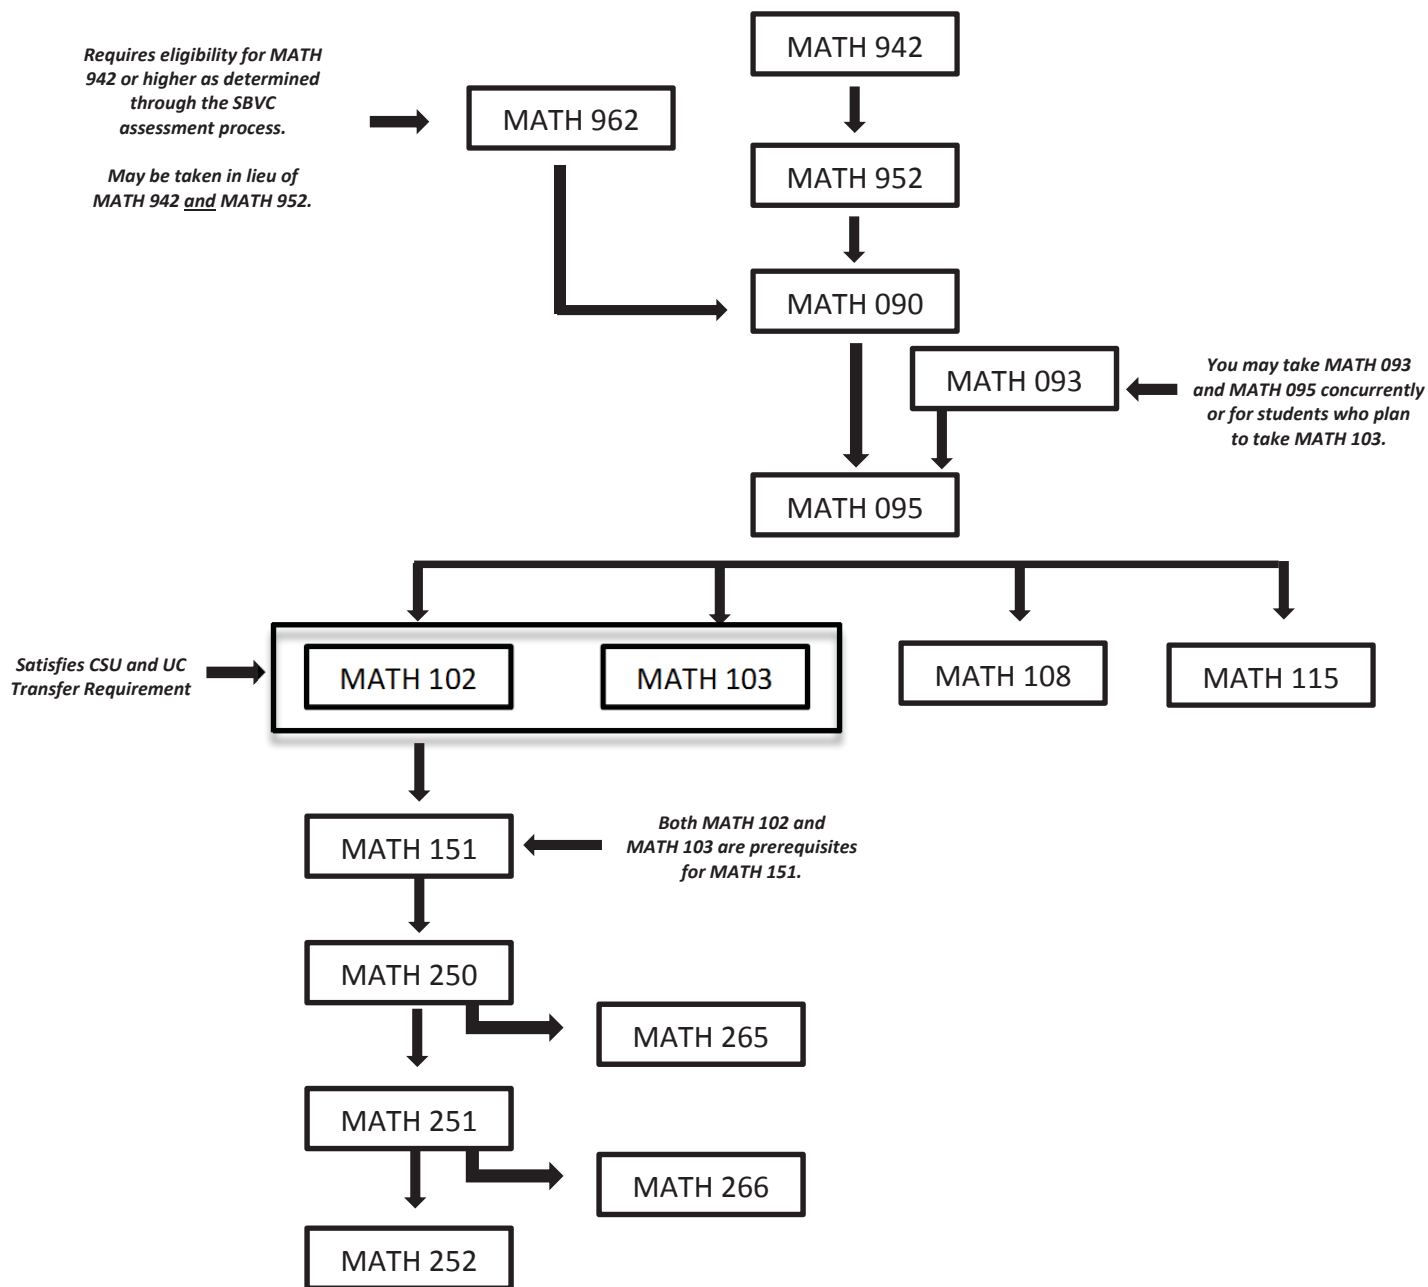 MATH 942
Requires eligibility for MATH
942 or higher as determined
through the SBVC
assessment process.
May be taken in lieu of
MATH 942 and MATH 952.
MATH 962
MATH 952
MATH 090
MATH 093
You may take MATH 093
and MATH 095 concurrently
or for students who plan
to take MATH 103.
MATH 095
Satisfies CSU and UC
Transfer Requirement
MATH 102
MATH 103
MATH 108
MATH 115
MATH 151
Both MATH 102 and
MATH 103 are prerequisites
for MATH 151.
MATH 250
MATH 265
MATH 251
MATH 266
MATH 252